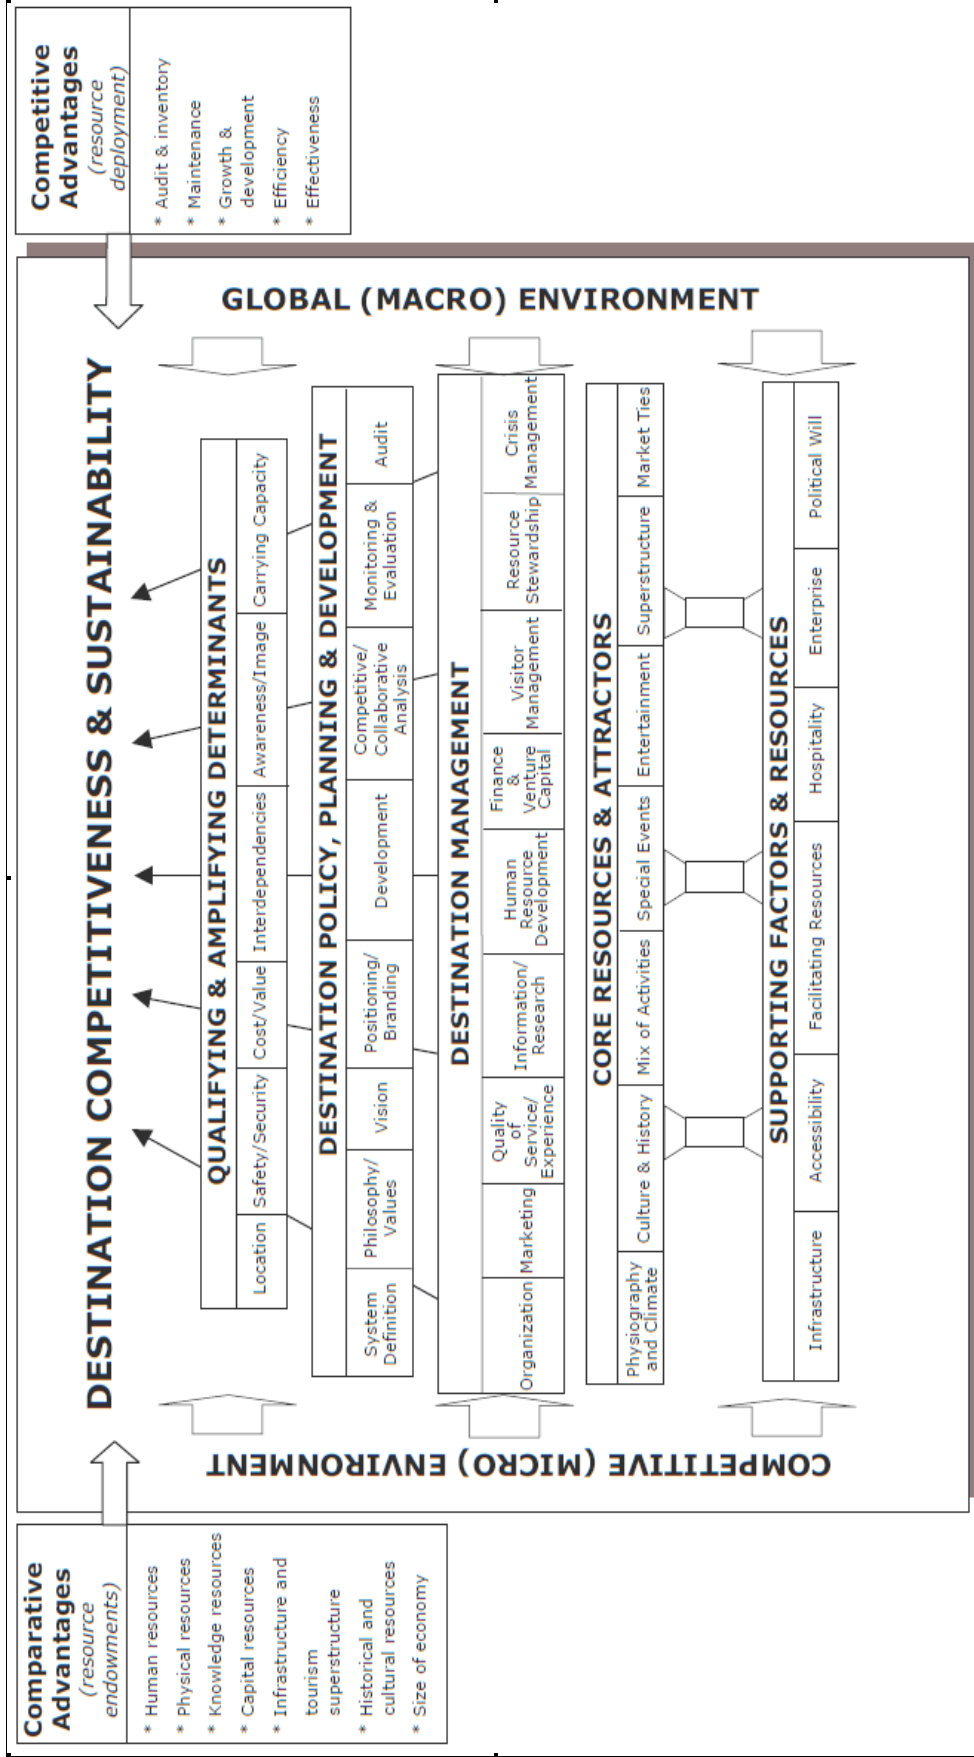 Comparative
Advantages
(resource
endowments)
* Human resources
* Physical resources
* Knowledge resources
* Capital resources
* Infrastructure and
tourism
superstructure
* Historical and
cultural resources
* Size of economy
DESTINATION COMPETITIVENESS & SUSTAINABILITY
Competitive
Advantages
(resource
deployment)
* Audit & inventory
* Maintenance
* Growth &
development
* Efficiency
* Effectiveness
COMPETITIVE (MICRO) ENVIRONMENT
GLOBAL (MACRO) ENVIRONMENT
QUALIFYING & AMPLIFYING DETERMINANTS
Location
Safety/Security
Cost/Value
Interdependencies
Awareness/Image
Carrying Capacity
DESTINATION POLICY, PLANNING & DEVELOPMENT
System
Definition
Philosophy/
Values
Vision
Positioning/
Branding
Development
Competitive/
Collaborative
Analysis
Monitoring &
Evaluation
Audit
DESTINATION MANAGEMENT
Organization
Marketing
Quality
of
Service/
Experience
Information/
Research
Human
Resource
Development
Finance
&
Venture
Capital
Visitor
Management
Resource
Stewardship
Crisis
Management
CORE RESOURCES & ATTRACTORS
Physiography
and Climate
Culture & History
Mix of Activities
Special Events
Entertainment
Superstructure
Market Ties
SUPPORTING FACTORS & RESOURCES
Infrastructure
Accessibility
Facilitating Resources
Hospitality
Enterprise
Political Will